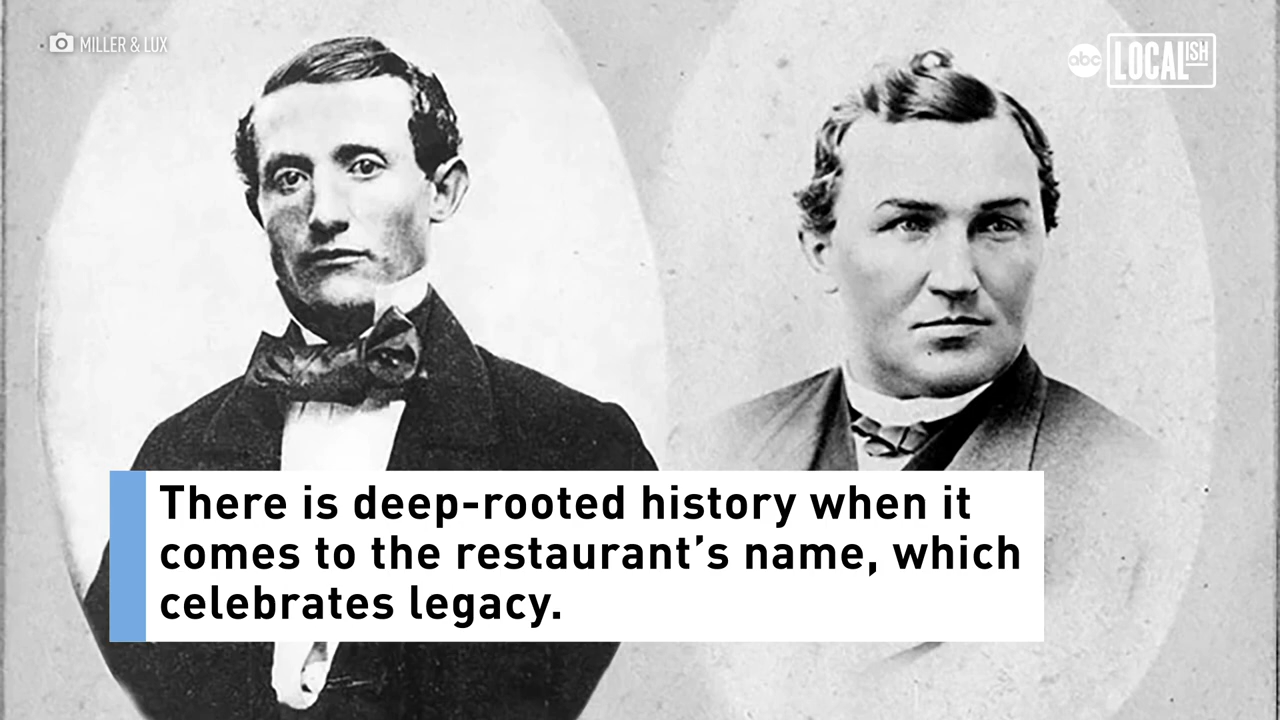 MILLER & LUX
abc LOCALISH
There is deep-rooted history when it
comes to the restaurant's name, which
celebrates legacy.